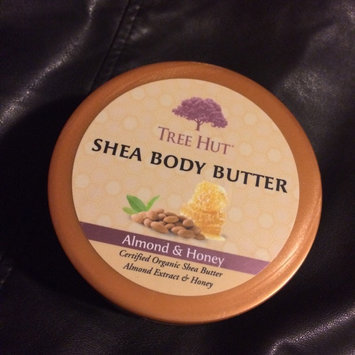 TREE HUT
SHEA BODY BUTTER
Almond & Honey
Certified Organic Shea Butter
Almond Extract & Honey